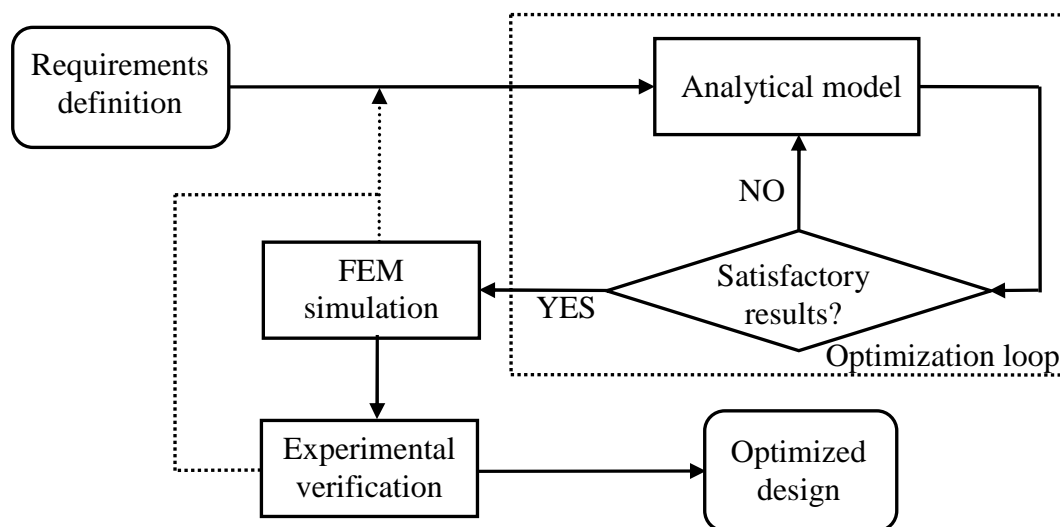 Requirements
definition
Analytical model
NO
Satisfactory
results?
YES
Optimization loop
FEM
simulation
Experimental
verification
Optimized
design